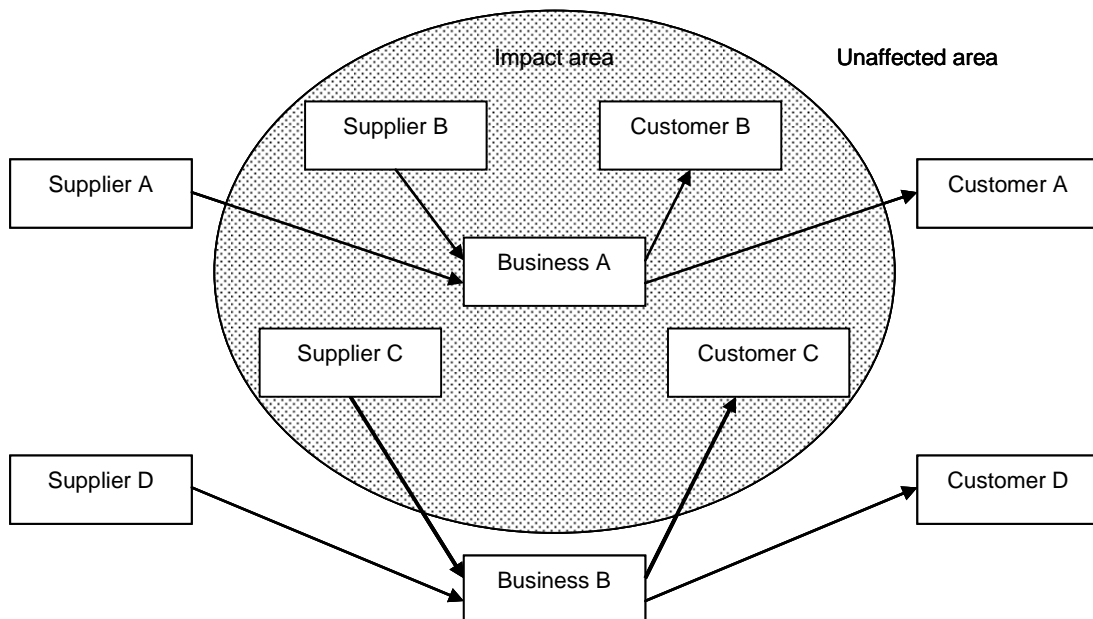 Impact area
Unaffected area
Supplier B
Customer B
Supplier A
Customer A
Business A
Supplier C
Customer C
Supplier D
Customer D
Business B